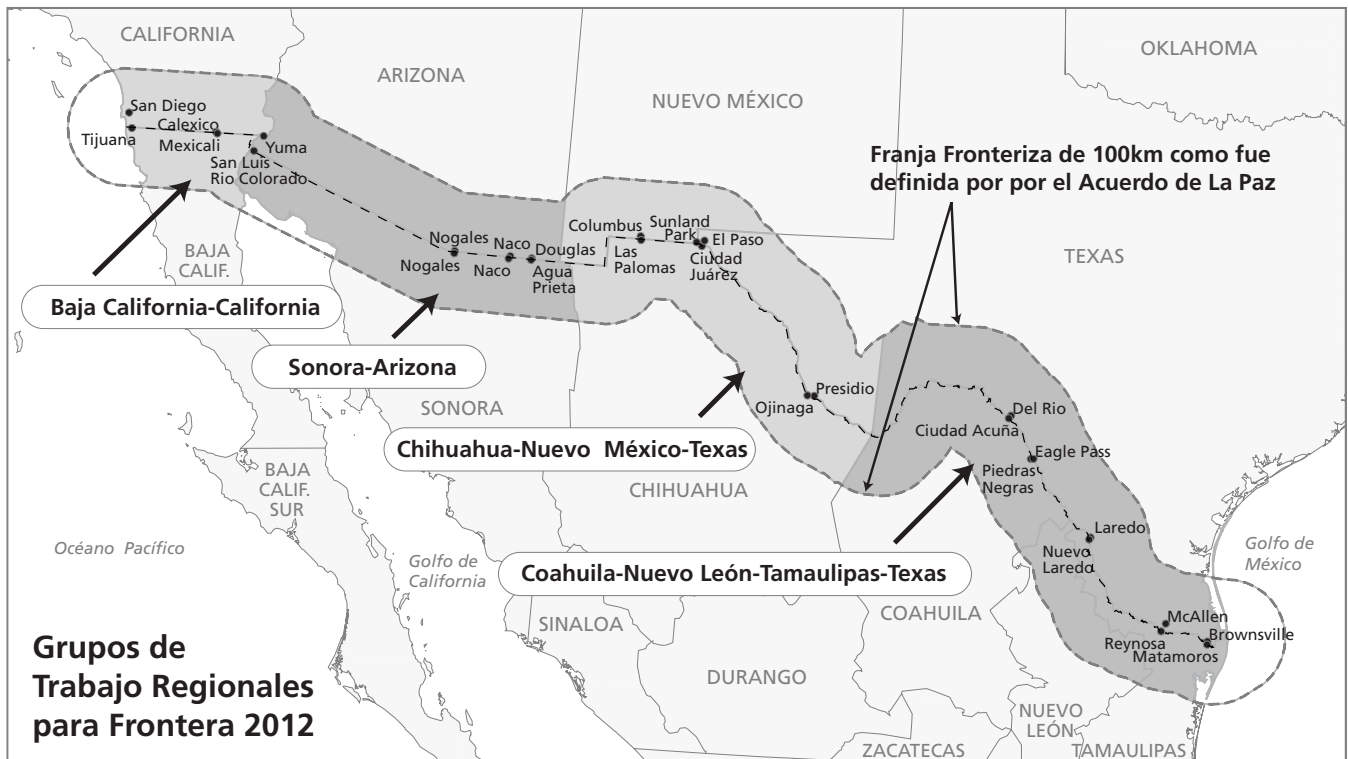 CALIFORNIA
ARIZONA
NUEVO MÉXICO
OKLAHOMA
San Diego
Calexico
Tijuana
Mexicali
Yuma
San Luis
Rio Colorado
Franja Fronteriza de 100km como fue
definida por por el Acuerdo de La Paz
BAJA
CALIF.
Nogales
Nogales
Naco
Naco
Douglas
Agua
Prieta
Columbus
Las
Palomas
Sunland
Park
El Paso
Ciudad
Juárez
TEXAS
Baja California-California
Sonora-Arizona
SONORA
Presidio
Ojinaga
Chihuahua-Nuevo México-Texas
Del Rio
Ciudad Acuña
Eagle Pass
Piedras
Negras
BAJA
CALIF.
SUR
CHIHUAHUA
Océano Pacífico
Golfo de
California
Laredo
Nuevo
Laredo
Golfo de
México
Coahuila-Nuevo León-Tamaulipas-Texas
SINALOA
COAHUILA
McAllen
Reynosa
Brownsville
Matamoros
Grupos de
Trabajo Regionales
para Frontera 2012
DURANGO
NUEVO
LEÓN
ZACATECAS
TAMAULIPAS